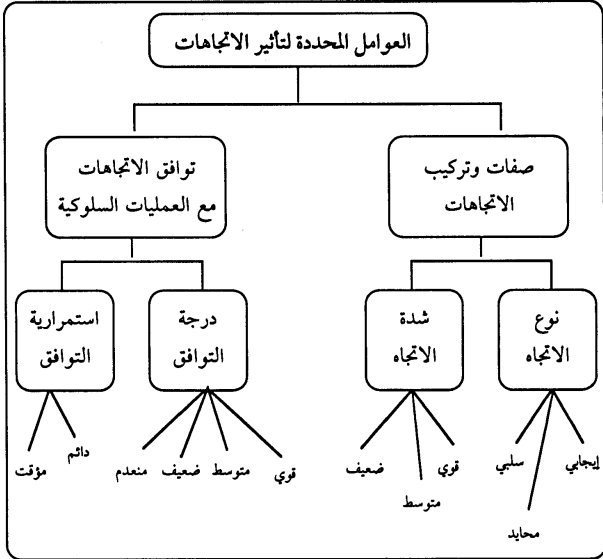 العوامل المحددة لتأثير الاتجاهات
صفات وتركيب
الاتجاهات
توافق الاتجاهات
مع العمليات السلوكية
نوع
الاتجاه
شدة
الاتجاه
درجة
التوافق
استمرارية
التوافق
إيجابي
سلبي
محايد
قوي
متوسط
ضعيف
قوي
متوسط
ضعيف
منعدم
دائم
مؤقت